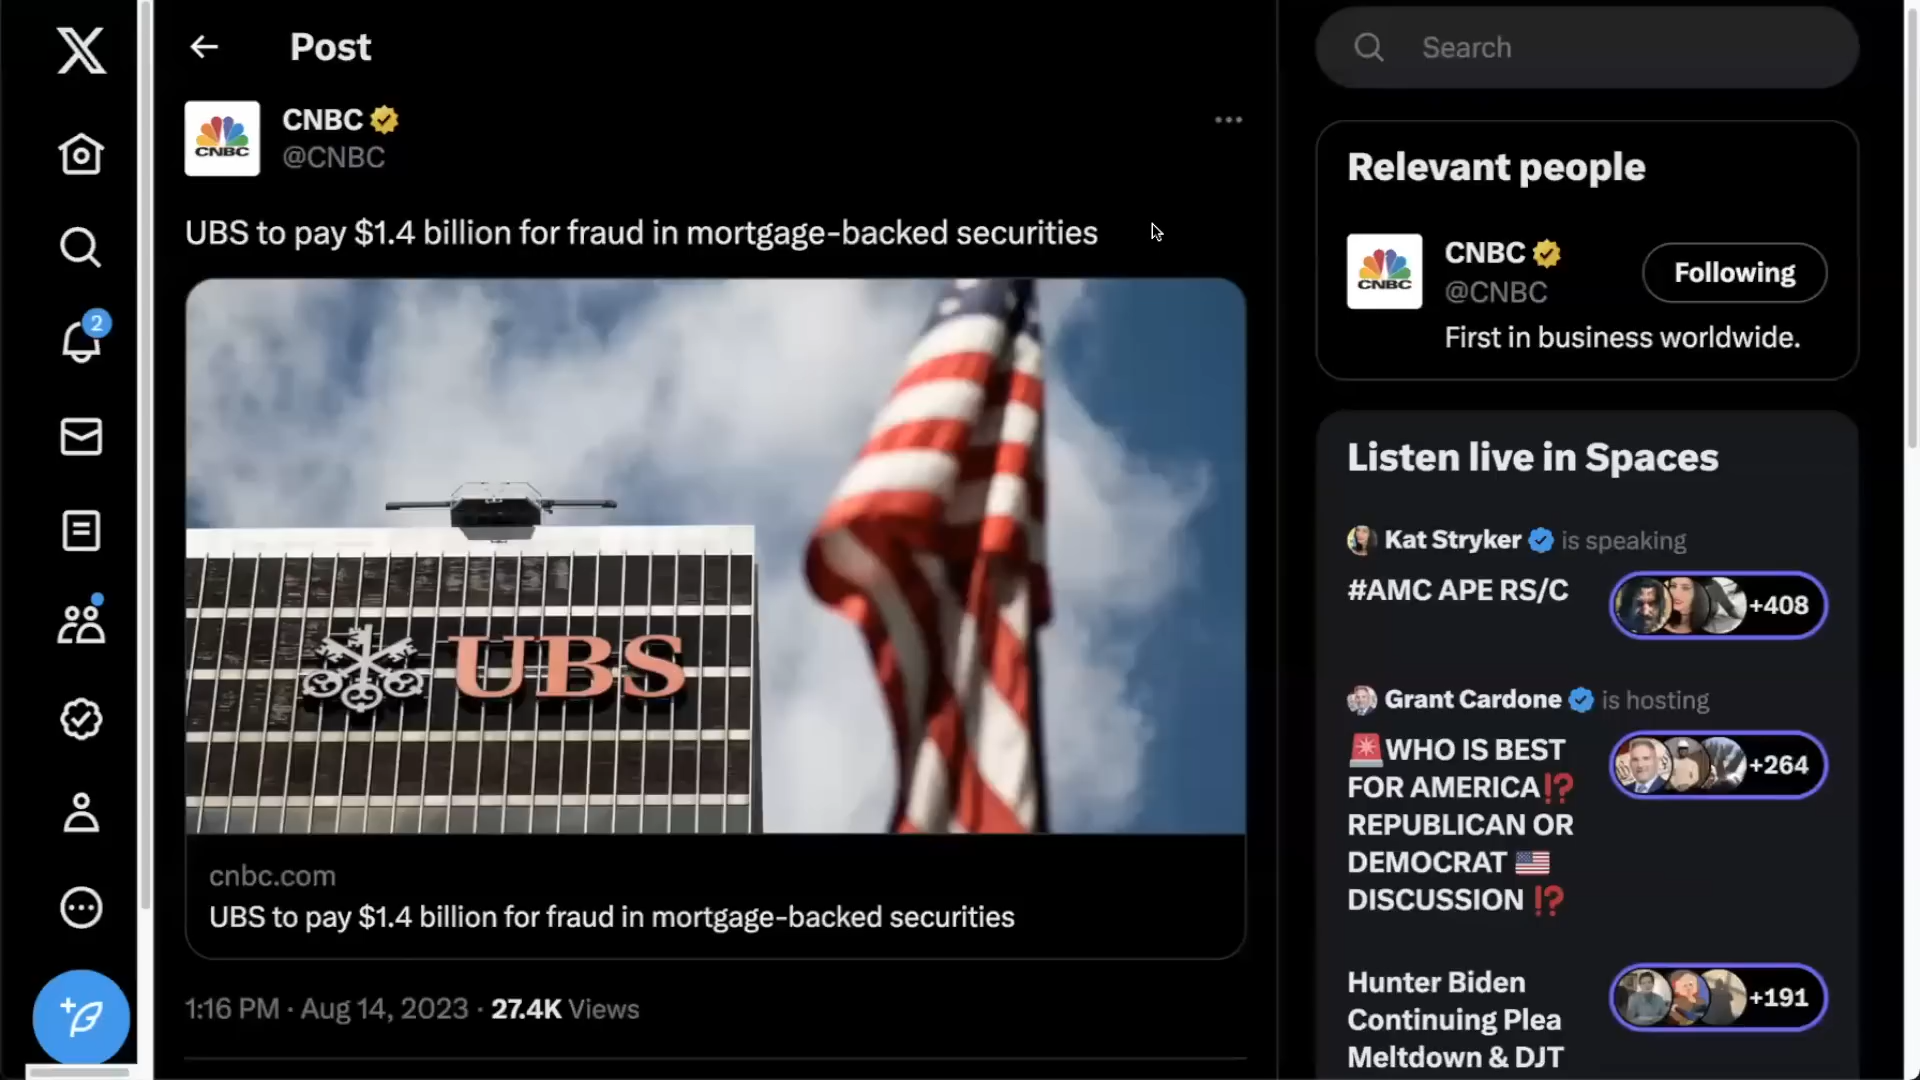 Post
CNBC
CNBC
@CNBC
UBS to pay $1.4 billion for fraud in mortgage-backed securities
UBS
cnbc.com
UBS to pay $1.4 billion for fraud in mortgage-backed securities
1:16 PM · Aug 14, 2023 · 27.4K Views
2
Search
Relevant people
CNBC
CNBC
@CNBC
Following
First in business worldwide.
Listen live in Spaces
Kat Stryker is speaking
#AMC APE RS/C
+408
Grant Cardone is hosting
🚨WHO IS BEST
FOR AMERICA⁉️
REPUBLICAN OR
DEMOCRAT 🇺🇸
DISCUSSION ⁉️
+264
Hunter Biden
Continuing Plea
Meltdown & DJT
+191